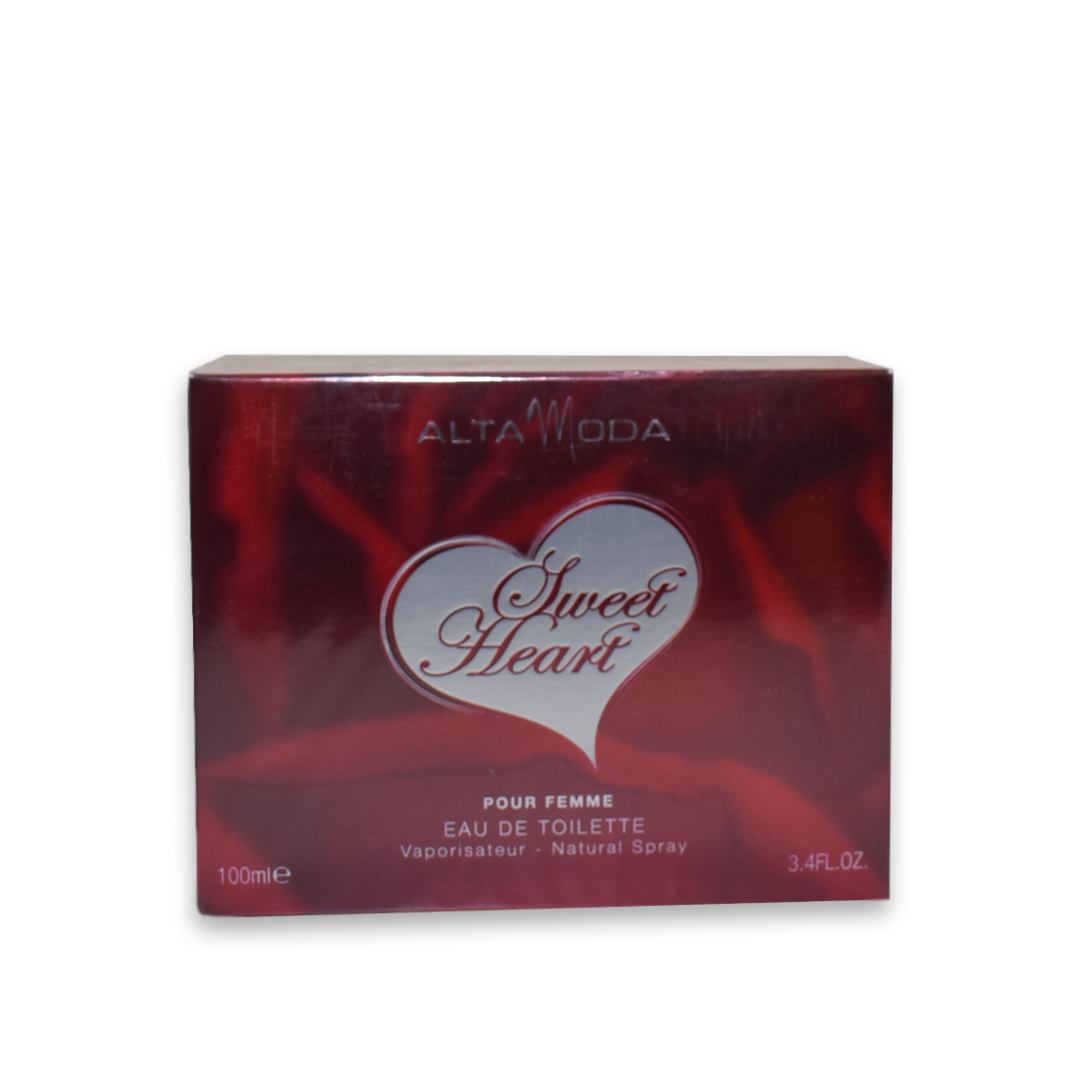 ALTA MODA
Sweet
Heart
POUR FEMME
EAU DE TOILETTE
Vaporisateur - Natural Spray
100ml℮
3.4FL.OZ.